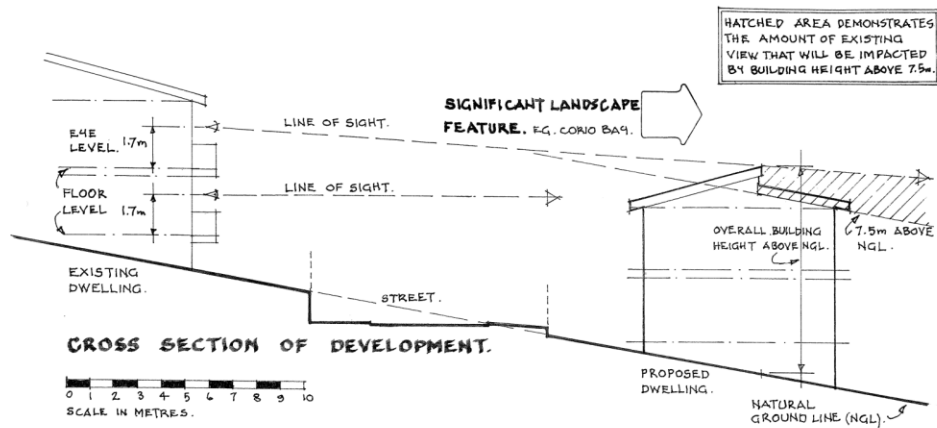 HATCHED AREA DEMONSTRATES
THE AMOUNT OF EXISTING
VIEW THAT WILL BE IMPACTED
BY BUILDING HEIGHT ABOVE 7.5m.
SIGNIFICANT LANDSCAPE
FEATURE. EG. CORIO BAY.
LINE OF SIGHT.
EYE
LEVEL. 1.7m
LINE OF SIGHT.
FLOOR
LEVEL 1.7m
OVERALL BUILDING
HEIGHT ABOVE NGL.
7.5m ABOVE
NGL.
EXISTING
DWELLING.
STREET.
CROSS SECTION OF DEVELOPMENT.
0 1 2 3 4 5 6 7 8 9 10
SCALE IN METRES.
PROPOSED
DWELLING.
NATURAL
GROUND LINE (NGL).